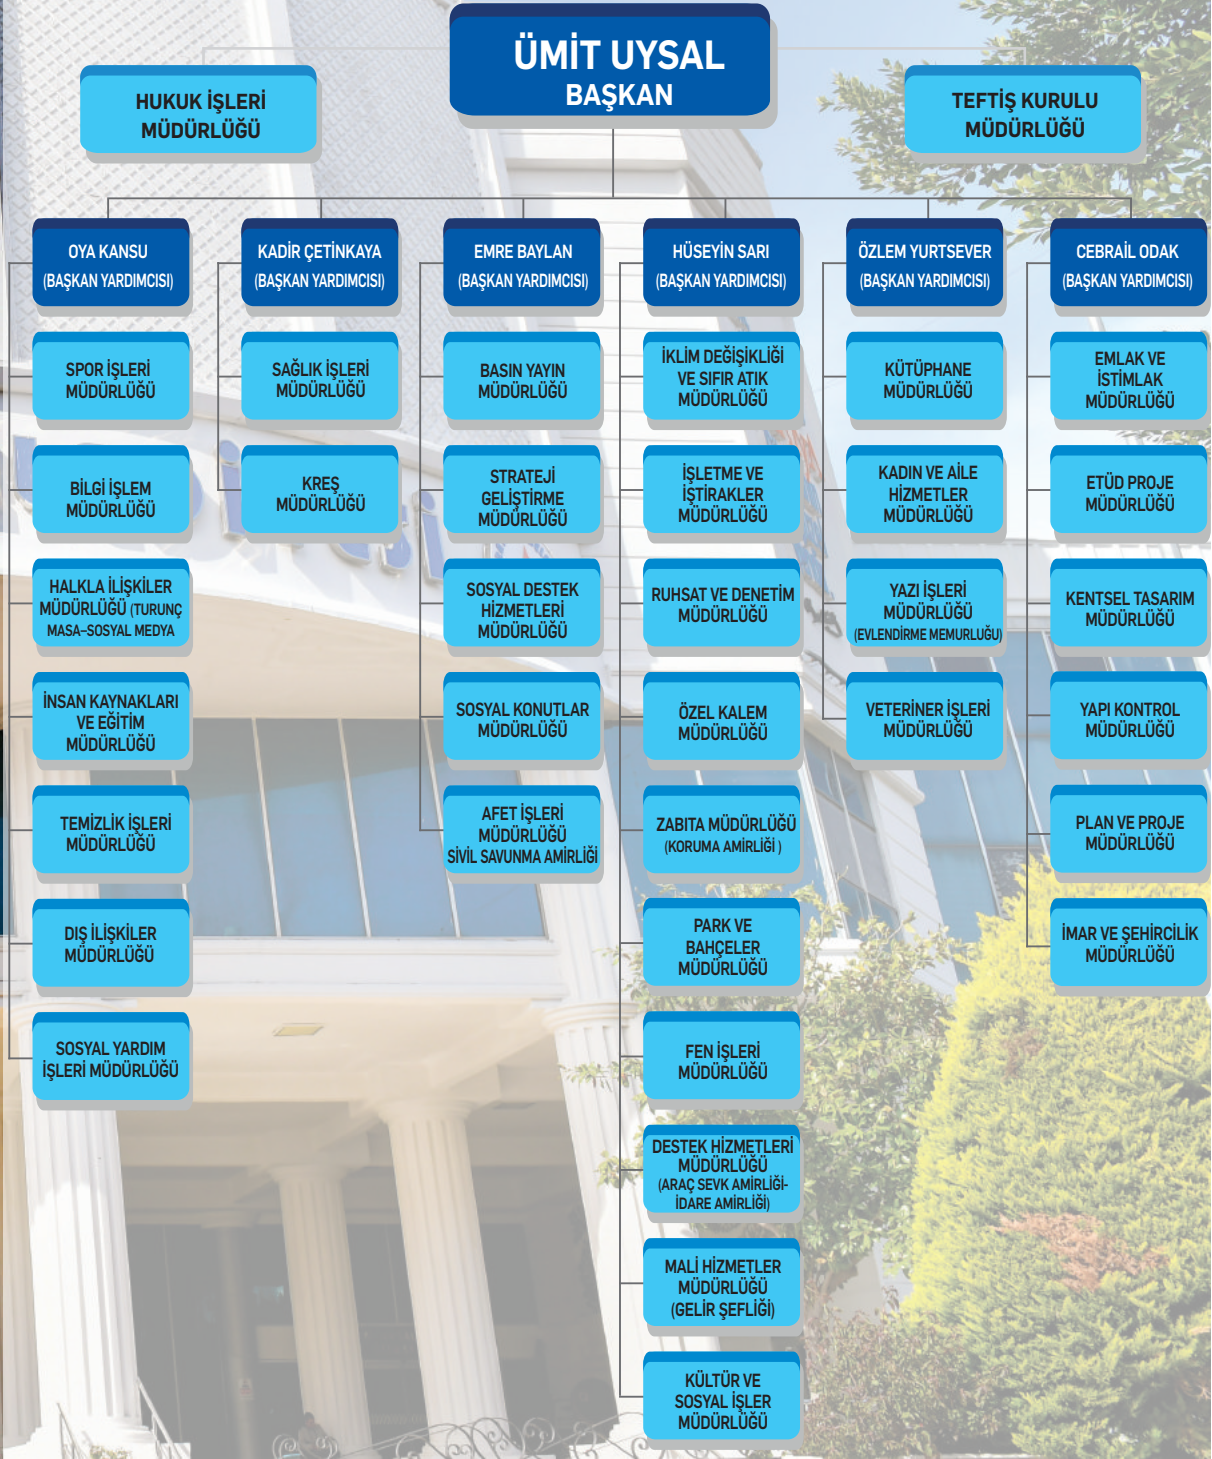 ÜMİT UYSAL
BAŞKAN
HUKUK İŞLERİ
MÜDÜRLÜĞÜ
TEFTİŞ KURULU
MÜDÜRLÜĞÜ
OYA KANSU
(BAŞKAN YARDIMCISI)
SPOR İŞLERİ
MÜDÜRLÜĞÜ
BİLGİ İŞLEM
MÜDÜRLÜĞÜ
HALKLA İLİŞKİLER
MÜDÜRLÜĞÜ (TURUNÇ
MASA–SOSYAL MEDYA
İNSAN KAYNAKLARI
VE EĞİTİM
MÜDÜRLÜĞÜ
TEMİZLİK İŞLERİ
MÜDÜRLÜĞÜ
DIŞ İLİŞKİLER
MÜDÜRLÜĞÜ
SOSYAL YARDIM
İŞLERİ MÜDÜRLÜĞÜ
KADİR ÇETİNKAYA
(BAŞKAN YARDIMCISI)
SAĞLIK İŞLERİ
MÜDÜRLÜĞÜ
KREŞ
MÜDÜRLÜĞÜ
EMRE BAYLAN
(BAŞKAN YARDIMCISI)
BASIN YAYIN
MÜDÜRLÜĞÜ
STRATEJİ
GELİŞTİRME
MÜDÜRLÜĞÜ
SOSYAL DESTEK
HİZMETLERİ
MÜDÜRLÜĞÜ
SOSYAL KONUTLAR
MÜDÜRLÜĞÜ
AFET İŞLERİ
MÜDÜRLÜĞÜ
SİVİL SAVUNMA AMİRLİĞİ
HÜSEYİN SARI
(BAŞKAN YARDIMCISI)
İKLİM DEĞİŞİKLİĞİ
VE SIFIR ATIK
MÜDÜRLÜĞÜ
İŞLETME VE
İŞTİRAKLER
MÜDÜRLÜĞÜ
RUHSAT VE DENETİM
MÜDÜRLÜĞÜ
ÖZEL KALEM
MÜDÜRLÜĞÜ
ZABITA MÜDÜRLÜĞÜ
(KORUMA AMİRLİĞİ )
PARK VE
BAHÇELER
MÜDÜRLÜĞÜ
FEN İŞLERİ
MÜDÜRLÜĞÜ
DESTEK HİZMETLERİ
MÜDÜRLÜĞÜ
(ARAÇ SEVK AMİRLİĞİ-
İDARE AMİRLİĞİ)
MALİ HİZMETLER
MÜDÜRLÜĞÜ
(GELİR ŞEFLİĞİ)
KÜLTÜR VE
SOSYAL İŞLER
MÜDÜRLÜĞÜ
ÖZLEM YURTSEVER
(BAŞKAN YARDIMCISI)
KÜTÜPHANE
MÜDÜRLÜĞÜ
KADIN VE AİLE
HİZMETLER
MÜDÜRLÜĞÜ
YAZI İŞLERİ
MÜDÜRLÜĞÜ
(EVLENDİRME MEMURLUĞU)
VETERİNER İŞLERİ
MÜDÜRLÜĞÜ
CEBRAİL ODAK
(BAŞKAN YARDIMCISI)
EMLAK VE
İSTİMLAK
MÜDÜRLÜĞÜ
ETÜD PROJE
MÜDÜRLÜĞÜ
KENTSEL TASARIM
MÜDÜRLÜĞÜ
YAPI KONTROL
MÜDÜRLÜĞÜ
PLAN VE PROJE
MÜDÜRLÜĞÜ
İMAR VE ŞEHİRCİLİK
MÜDÜRLÜĞÜ